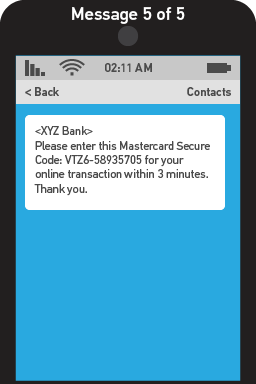 Message 5 of 5
02:11 AM
< Back Contacts
<XYZ Bank>
Please enter this Mastercard Secure
Code: VTZ6-58935705 for your
online transaction within 3 minutes.
Thank you.